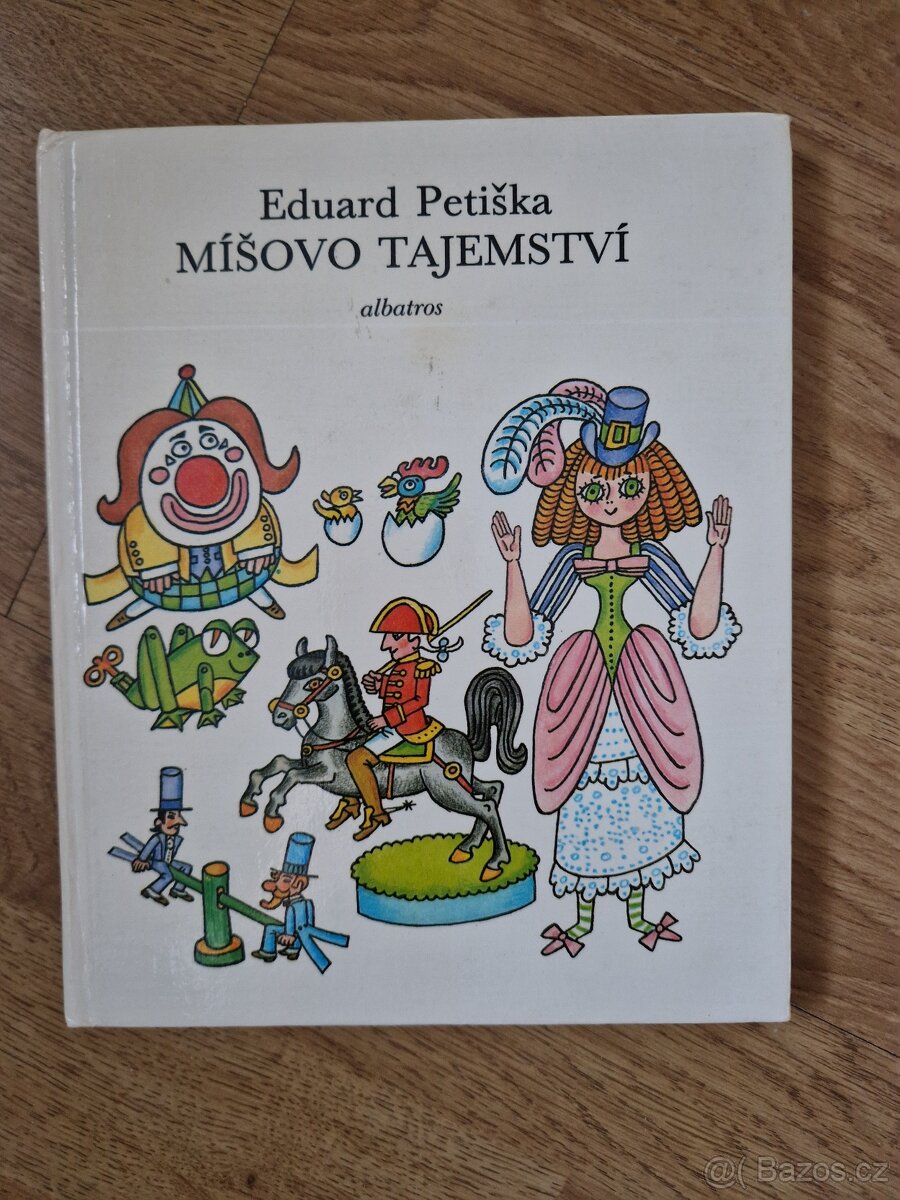 Eduard Petiška
MÍŠOVO TAJEMSTVÍ
albatros
@( Bazos.cz